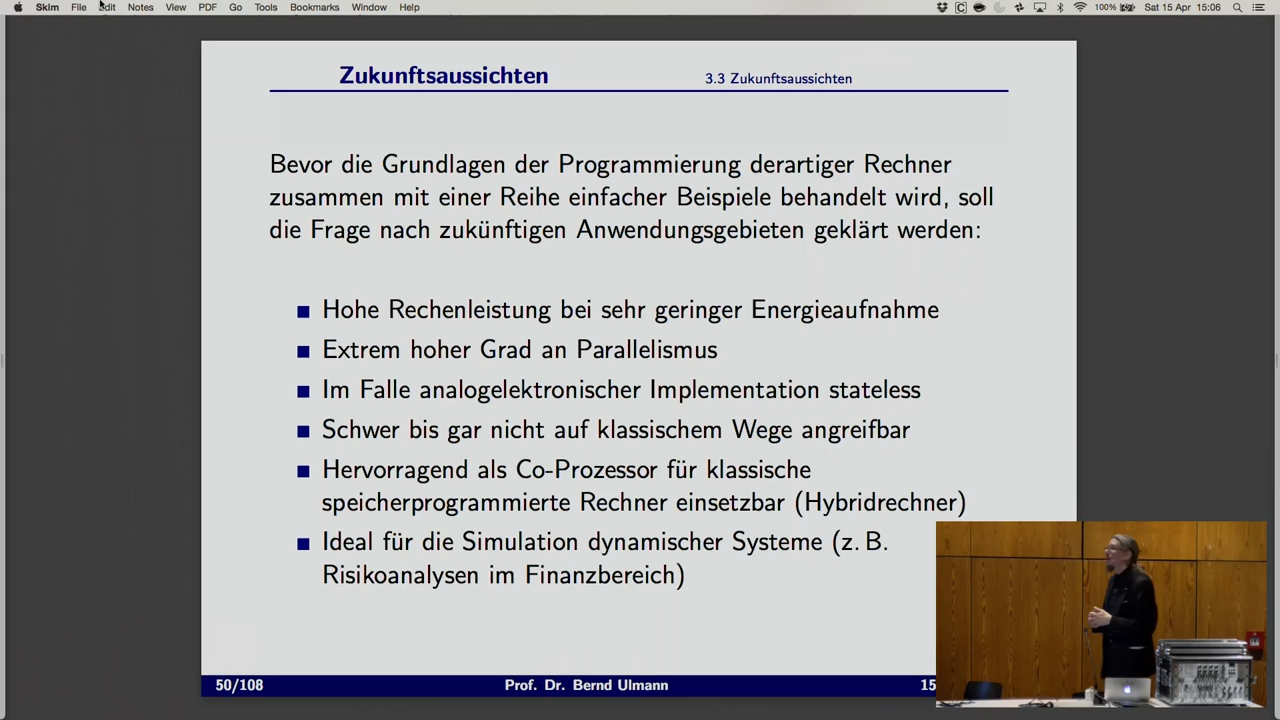 Skim File Edit Notes View PDF Go Tools Bookmarks Window Help 100% Sat 15 Apr 15:06
Zukunftsaussichten 3.3 Zukunftsaussichten
Bevor die Grundlagen der Programmierung derartiger Rechner
zusammen mit einer Reihe einfacher Beispiele behandelt wird, soll
die Frage nach zukünftigen Anwendungsgebieten geklärt werden:
Hohe Rechenleistung bei sehr geringer Energieaufnahme
Extrem hoher Grad an Parallelismus
Im Falle analogelektronischer Implementation stateless
Schwer bis gar nicht auf klassischem Wege angreifbar
Hervorragend als Co-Prozessor für klassische
speicherprogrammierte Rechner einsetzbar (Hybridrechner)
Ideal für die Simulation dynamischer Systeme (z. B.
Risikoanalysen im Finanzbereich)
50/108 Prof. Dr. Bernd Ulmann 15